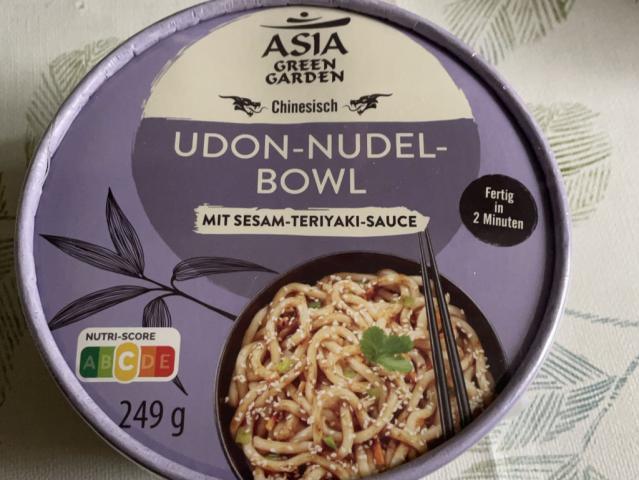 ASIA
GREEN
GARDEN
Chinesisch
UDON-NUDEL-
BOWL
MIT SESAM-TERIYAKI-SAUCE
Fertig
in
2 Minuten
NUTRI-SCORE
A B C D E
249 g